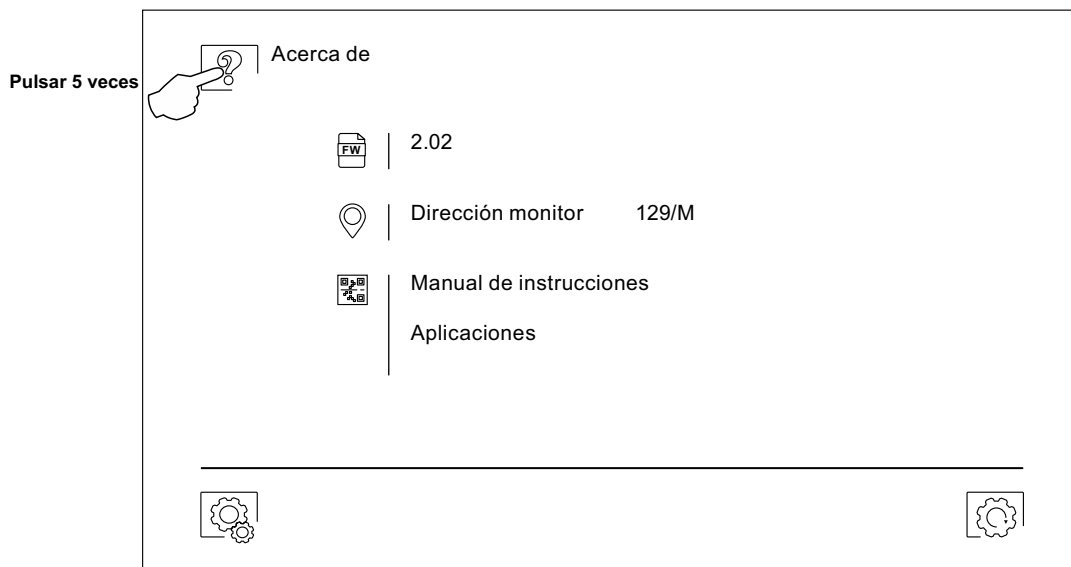 Acerca de
Pulsar 5 veces
FW
2.02
Dirección monitor 129/M
Manual de instrucciones
Aplicaciones